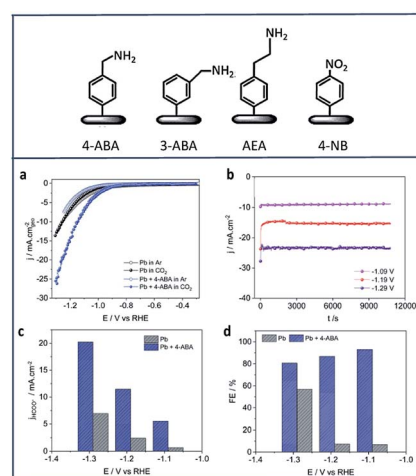 NH₂
NH₂
NH₂
NO₂
4-ABA 3-ABA AEA 4-NB
a
j / mA.cm⁻²geo
0
-5
-10
-15
-20
-25
-30
Pb in Ar
Pb in CO₂
Pb + 4-ABA in Ar
Pb + 4-ABA in CO₂
-1.2 -1.0 -0.8 -0.6 -0.4
E / V vs RHE
b
j / mA.cm⁻²
0
-10
-20
-30
-40
-1.09 V
-1.19 V
-1.29 V
0 3000 6000 9000 12000
t /s
c
jHCOO⁻ / mA.cm⁻²
20
15
10
5
0
Pb
Pb + 4-ABA
-1.4 -1.3 -1.2 -1.1 -1.0
E / V vs RHE
d
FE / %
100
80
60
40
20
0
Pb
Pb + 4-ABA
-1.4 -1.3 -1.2 -1.1 -1.0
E / V vs RHE